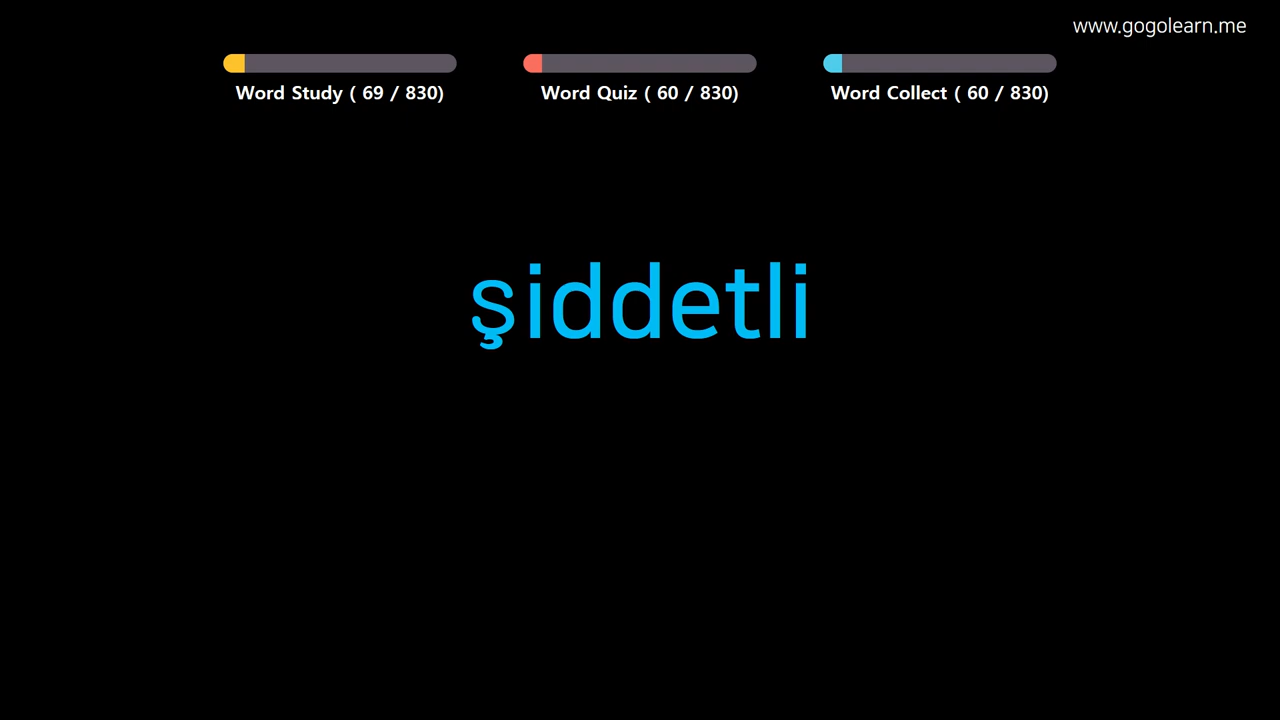 www.gogolearn.me
Word Study ( 69 / 830)
Word Quiz ( 60 / 830)
Word Collect ( 60 / 830)
şiddetli